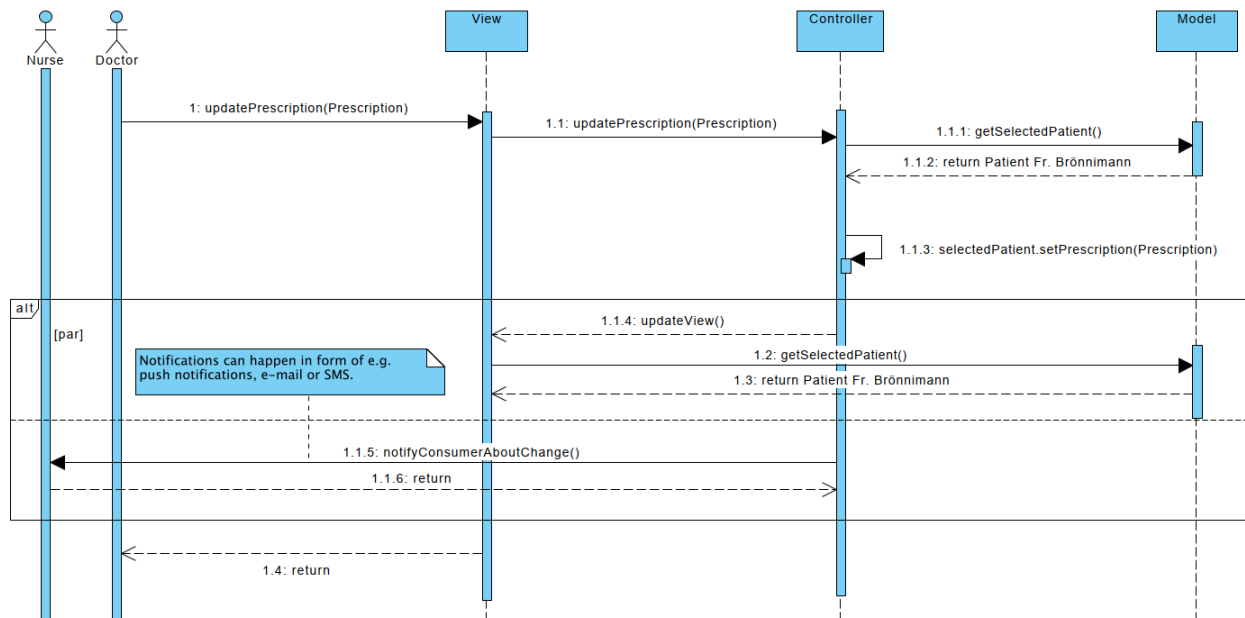 View
Controller
Model
Nurse
Doctor
1: updatePrescription(Prescription)
1.1: updatePrescription(Prescription)
1.1.1: getSelectedPatient()
1.1.2: return Patient Fr. Brönnimann
1.1.3: selectedPatient.setPrescription(Prescription)
alt
[par]
1.1.4: updateView()
Notifications can happen in form of e.g.
push notifications, e-mail or SMS.
1.2: getSelectedPatient()
1.3: return Patient Fr. Brönnimann
1.1.5: notifyConsumerAboutChange()
1.1.6: return
1.4: return